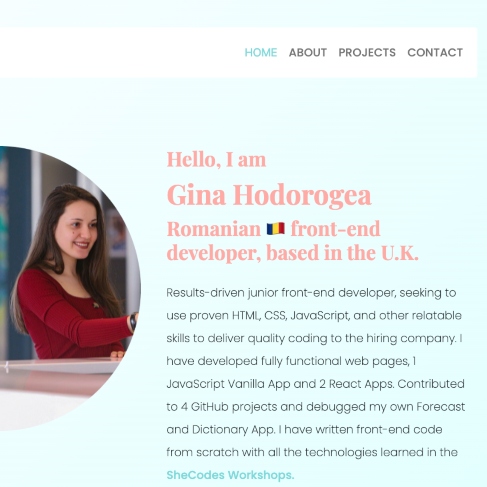 HOME ABOUT PROJECTS CONTACT
Hello, I am
Gina Hodorogea
Romanian 🇷🇴 front-end
developer, based in the U.K.
Results-driven junior front-end developer, seeking to
use proven HTML, CSS, JavaScript, and other relatable
skills to deliver quality coding to the hiring company. I
have developed fully functional web pages, 1
JavaScript Vanilla App and 2 React Apps. Contributed
to 4 GitHub projects and debugged my own Forecast
and Dictionary App. I have written front-end code
from scratch with all the technologies learned in the
SheCodes Workshops.